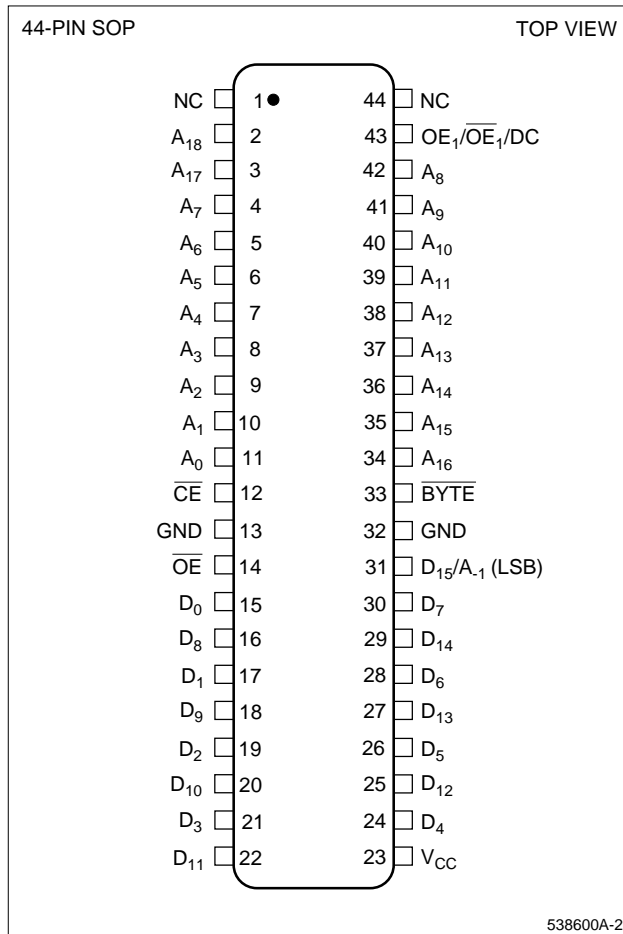 44-PIN SOP TOP VIEW
NC 1 44 NC
A18 2 43 OE1/OE1/DC
A17 3 42 A8
A7 4 41 A9
A6 5 40 A10
A5 6 39 A11
A4 7 38 A12
A3 8 37 A13
A2 9 36 A14
A1 10 35 A15
A0 11 34 A16
CE 12 33 BYTE
GND 13 32 GND
OE 14 31 D15/A-1 (LSB)
D0 15 30 D7
D8 16 29 D14
D1 17 28 D6
D9 18 27 D13
D2 19 26 D5
D10 20 25 D12
D3 21 24 D4
D11 22 23 VCC
538600A-2